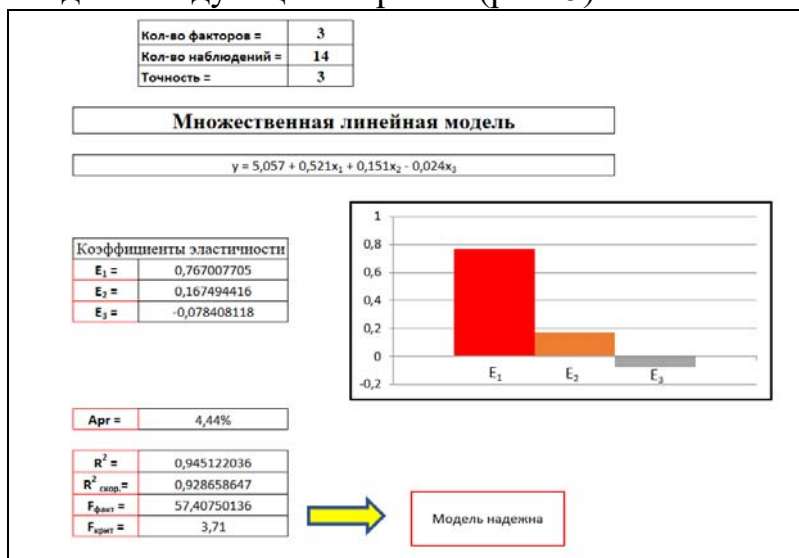 Кол-во факторов = 3
Кол-во наблюдений = 14
Точность = 3
Множественная линейная модель
y = 5,057 + 0,521x₁ + 0,151x₂ - 0,024x₃
Коэффициенты эластичности
E₁ = 0,767007705
E₂ = 0,167494416
E₃ = -0,078408118
1
0,8
0,6
0,4
0,2
0
-0,2
E₁ E₂ E₃
Apr = 4,44%
R² = 0,945122036
R² скор.= 0,928658647
Fфакт = 57,40750136
Fкрит = 3,71
Модель надежна